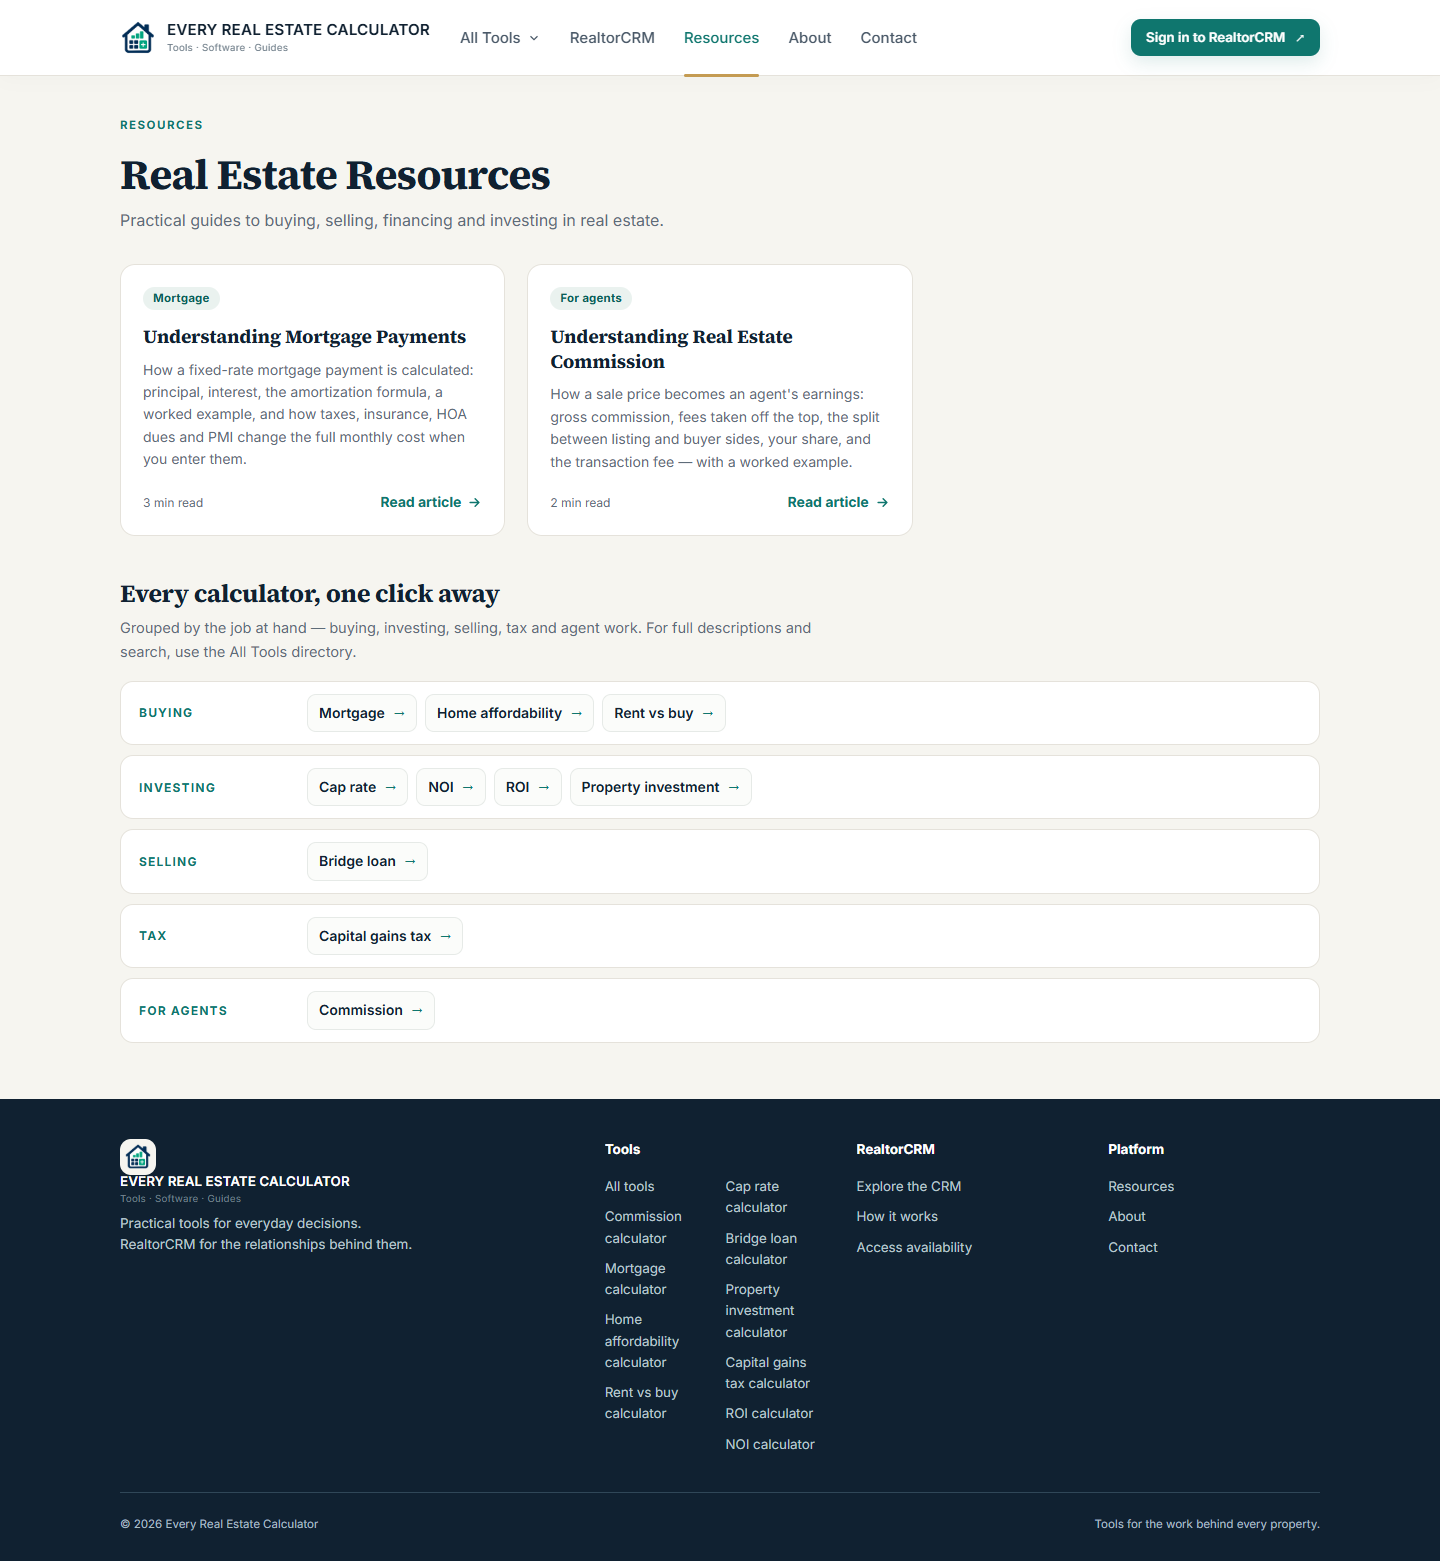 EVERY REAL ESTATE CALCULATOR
Tools · Software · Guides
All Tools
RealtorCRM
Resources
About
Contact
Sign in to RealtorCRM ↗
RESOURCES
Real Estate Resources
Practical guides to buying, selling, financing and investing in real estate.
Mortgage
Understanding Mortgage Payments
How a fixed-rate mortgage payment is calculated:
principal, interest, the amortization formula, a
worked example, and how taxes, insurance, HOA
dues and PMI change the full monthly cost when
you enter them.
3 min read
Read article →
For agents
Understanding Real Estate
Commission
How a sale price becomes an agent's earnings:
gross commission, fees taken off the top, the split
between listing and buyer sides, your share, and
the transaction fee — with a worked example.
2 min read
Read article →
Every calculator, one click away
Grouped by the job at hand — buying, investing, selling, tax and agent work. For full descriptions and
search, use the All Tools directory.
BUYING
Mortgage →
Home affordability →
Rent vs buy →
INVESTING
Cap rate →
NOI →
ROI →
Property investment →
SELLING
Bridge loan →
TAX
Capital gains tax →
FOR AGENTS
Commission →
EVERY REAL ESTATE CALCULATOR
Tools · Software · Guides
Practical tools for everyday decisions.
RealtorCRM for the relationships behind them.
Tools
All tools
Commission
calculator
Mortgage
calculator
Home
affordability
calculator
Rent vs buy
calculator
Cap rate
calculator
Bridge loan
calculator
Property
investment
calculator
Capital gains
tax calculator
ROI calculator
NOI calculator
RealtorCRM
Explore the CRM
How it works
Access availability
Platform
Resources
About
Contact
© 2026 Every Real Estate Calculator
Tools for the work behind every property.